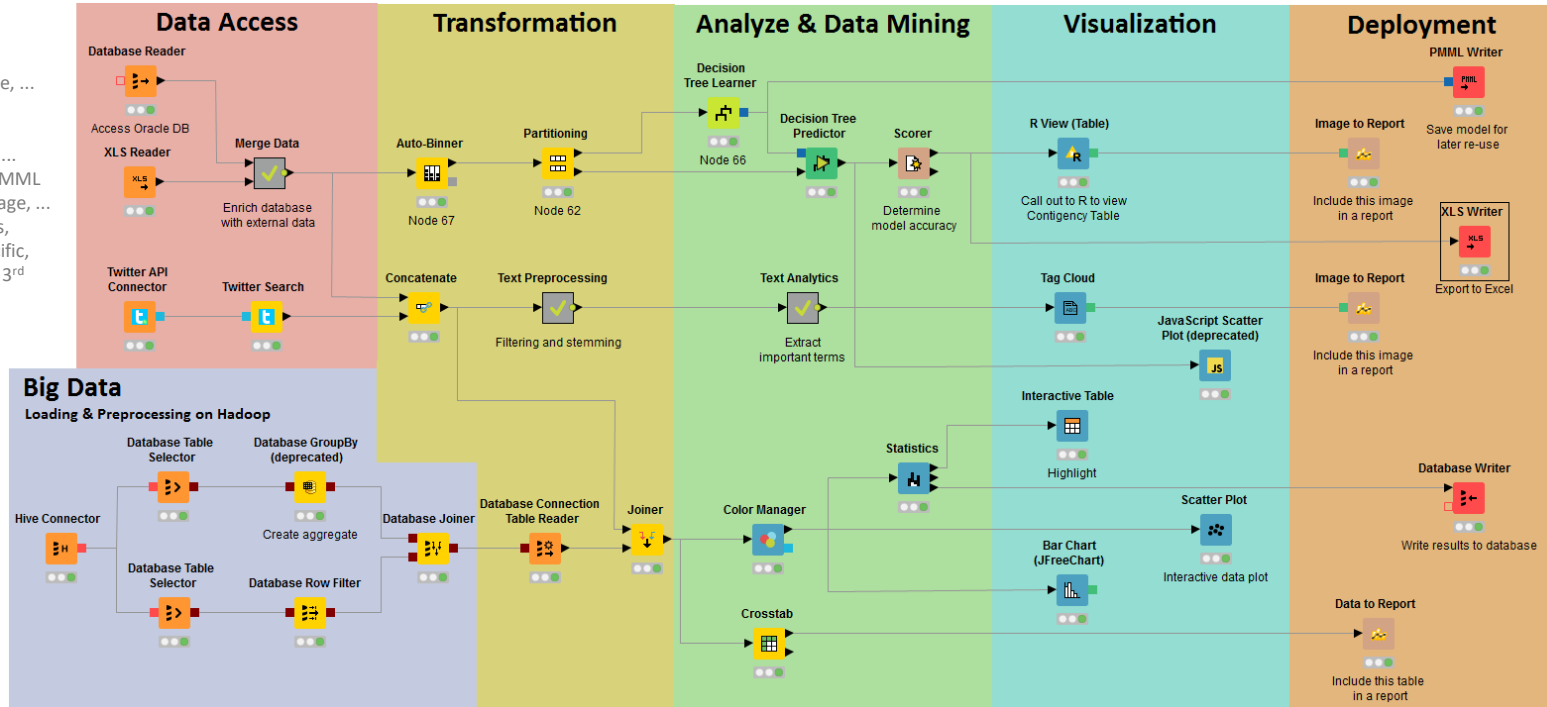 e, ...
...
MML
age, ...
s,
ific,
3rd
Data Access
Database Reader
Access Oracle DB
XLS Reader
XLS
Merge Data
Enrich database
with external data
Twitter API
Connector
Twitter Search
Big Data
Loading & Preprocessing on Hadoop
Database Table
Selector
Database GroupBy
(deprecated)
Create aggregate
Hive Connector
H
Database Joiner
Database Table
Selector
Database Row Filter
Transformation
Auto-Binner
Node 67
Partitioning
Node 62
Concatenate
Text Preprocessing
Filtering and stemming
Database Connection
Table Reader
Joiner
Analyze & Data Mining
Decision
Tree Learner
Node 66
Decision Tree
Predictor
Scorer
Determine
model accuracy
Text Analytics
Extract
important terms
Statistics
Color Manager
Crosstab
Visualization
R View (Table)
R
Call out to R to view
Contigency Table
Tag Cloud
JavaScript Scatter
Plot (deprecated)
JS
Interactive Table
Highlight
Scatter Plot
Interactive data plot
Bar Chart
(JFreeChart)
Deployment
PMML Writer
PMML
Save model for
later re-use
Image to Report
Include this image
in a report
XLS Writer
XLS
Export to Excel
Image to Report
Include this image
in a report
Database Writer
Write results to database
Data to Report
Include this table
in a report